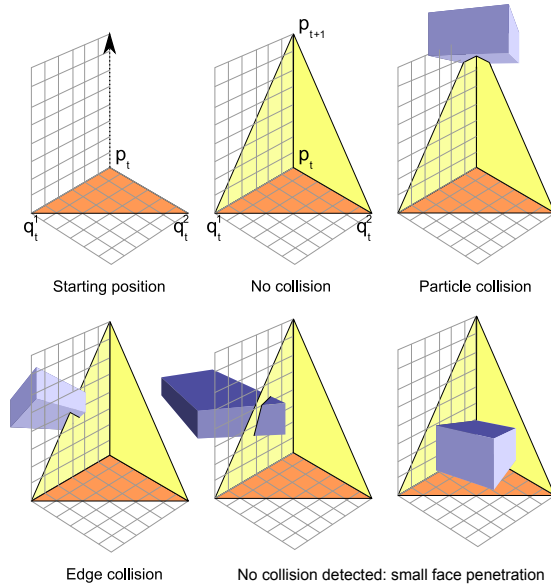 p_{t+1}
p_t
p_t
q_t^1
q_t^2
q_t^1
q_t^2
Starting position
No collision
Particle collision
Edge collision
No collision detected: small face penetration